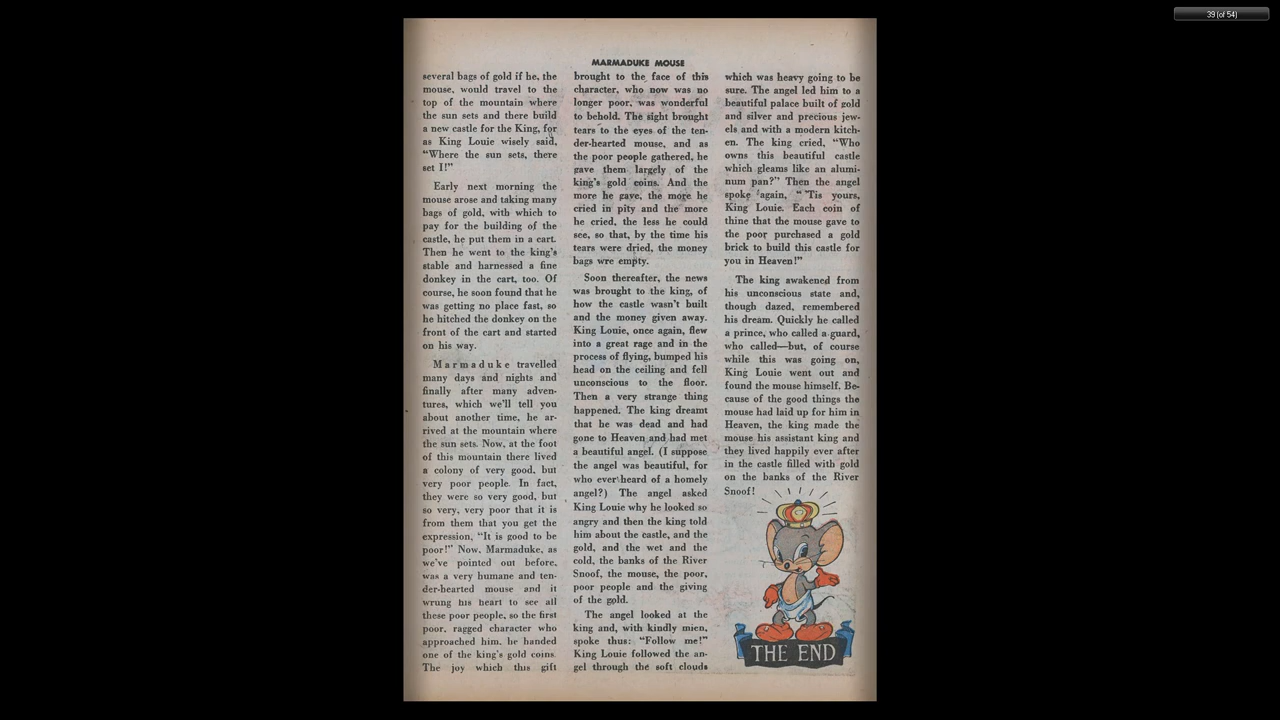 39 (of 54)
MARMADUKE MOUSE
several bags of gold if he, the
mouse, would travel to the
top of the mountain where
the sun sets and there build
a new castle for the King, for
as King Louie wisely said,
“Where the sun sets, there
set I!”
Early next morning the
mouse arose and taking many
bags of gold, with which to
pay for the building of the
castle, he put them in a cart.
Then he went to the king's
stable and harnessed a fine
donkey in the cart, too. Of
course, he soon found that he
was getting no place fast, so
he hitched the donkey on the
front of the cart and started
on his way.
Marmaduke travelled
many days and nights and
finally after many adven-
tures, which we'll tell you
about another time, he ar-
rived at the mountain where
the sun sets. Now, at the foot
of this mountain there lived
a colony of very good, but
very poor people. In fact,
they were so very good, but
so very, very poor that it is
from them that you get the
expression, “It is good to be
poor!” Now, Marmaduke, as
we've pointed out before,
was a very humane and ten-
der-hearted mouse and it
wrung his heart to see all
these poor people, so the first
poor, ragged character who
approached him, he handed
one of the king's gold coins.
The joy which this gift
brought to the face of this
character, who now was no
longer poor, was wonderful
to behold. The sight brought
tears to the eyes of the ten-
der-hearted mouse, and as
the poor people gathered, he
gave them largely of the
king's gold coins. And the
more he gave, the more he
cried in pity and the more
he cried, the less he could
see, so that, by the time his
tears were dried, the money
bags wre empty.
Soon thereafter, the news
was brought to the king, of
how the castle wasn't built
and the money given away.
King Louie, once again, flew
into a great rage and in the
process of flying, bumped his
head on the ceiling and fell
unconscious to the floor.
Then a very strange thing
happened. The king dreamt
that he was dead and had
gone to Heaven and had met
a beautiful angel. (I suppose
the angel was beautiful, for
who ever heard of a homely
angel?) The angel asked
King Louie why he looked so
angry and then the king told
him about the castle, and the
gold, and the wet and the
cold, the banks of the River
Snoof, the mouse, the poor,
poor people and the giving
of the gold.
The angel looked at the
king and, with kindly mien,
spoke thus: “Follow me!”
King Louie followed the an-
gel through the soft clouds
which was heavy going to be
sure. The angel led him to a
beautiful palace built of gold
and silver and precious jew-
els and with a modern kitch-
en. The king cried, “Who
owns this beautiful castle
which gleams like an alumi-
num pan?” Then the angel
spoke again, “ 'Tis yours,
King Louie. Each coin of
thine that the mouse gave to
the poor purchased a gold
brick to build this castle for
you in Heaven!”
The king awakened from
his unconscious state and,
though dazed, remembered
his dream. Quickly he called
a prince, who called a guard,
who called—but, of course
while this was going on,
King Louie went out and
found the mouse himself. Be-
cause of the good things the
mouse had laid up for him in
Heaven, the king made the
mouse his assistant king and
they lived happily ever after
in the castle filled with gold
on the banks of the River
Snoof!
THE END